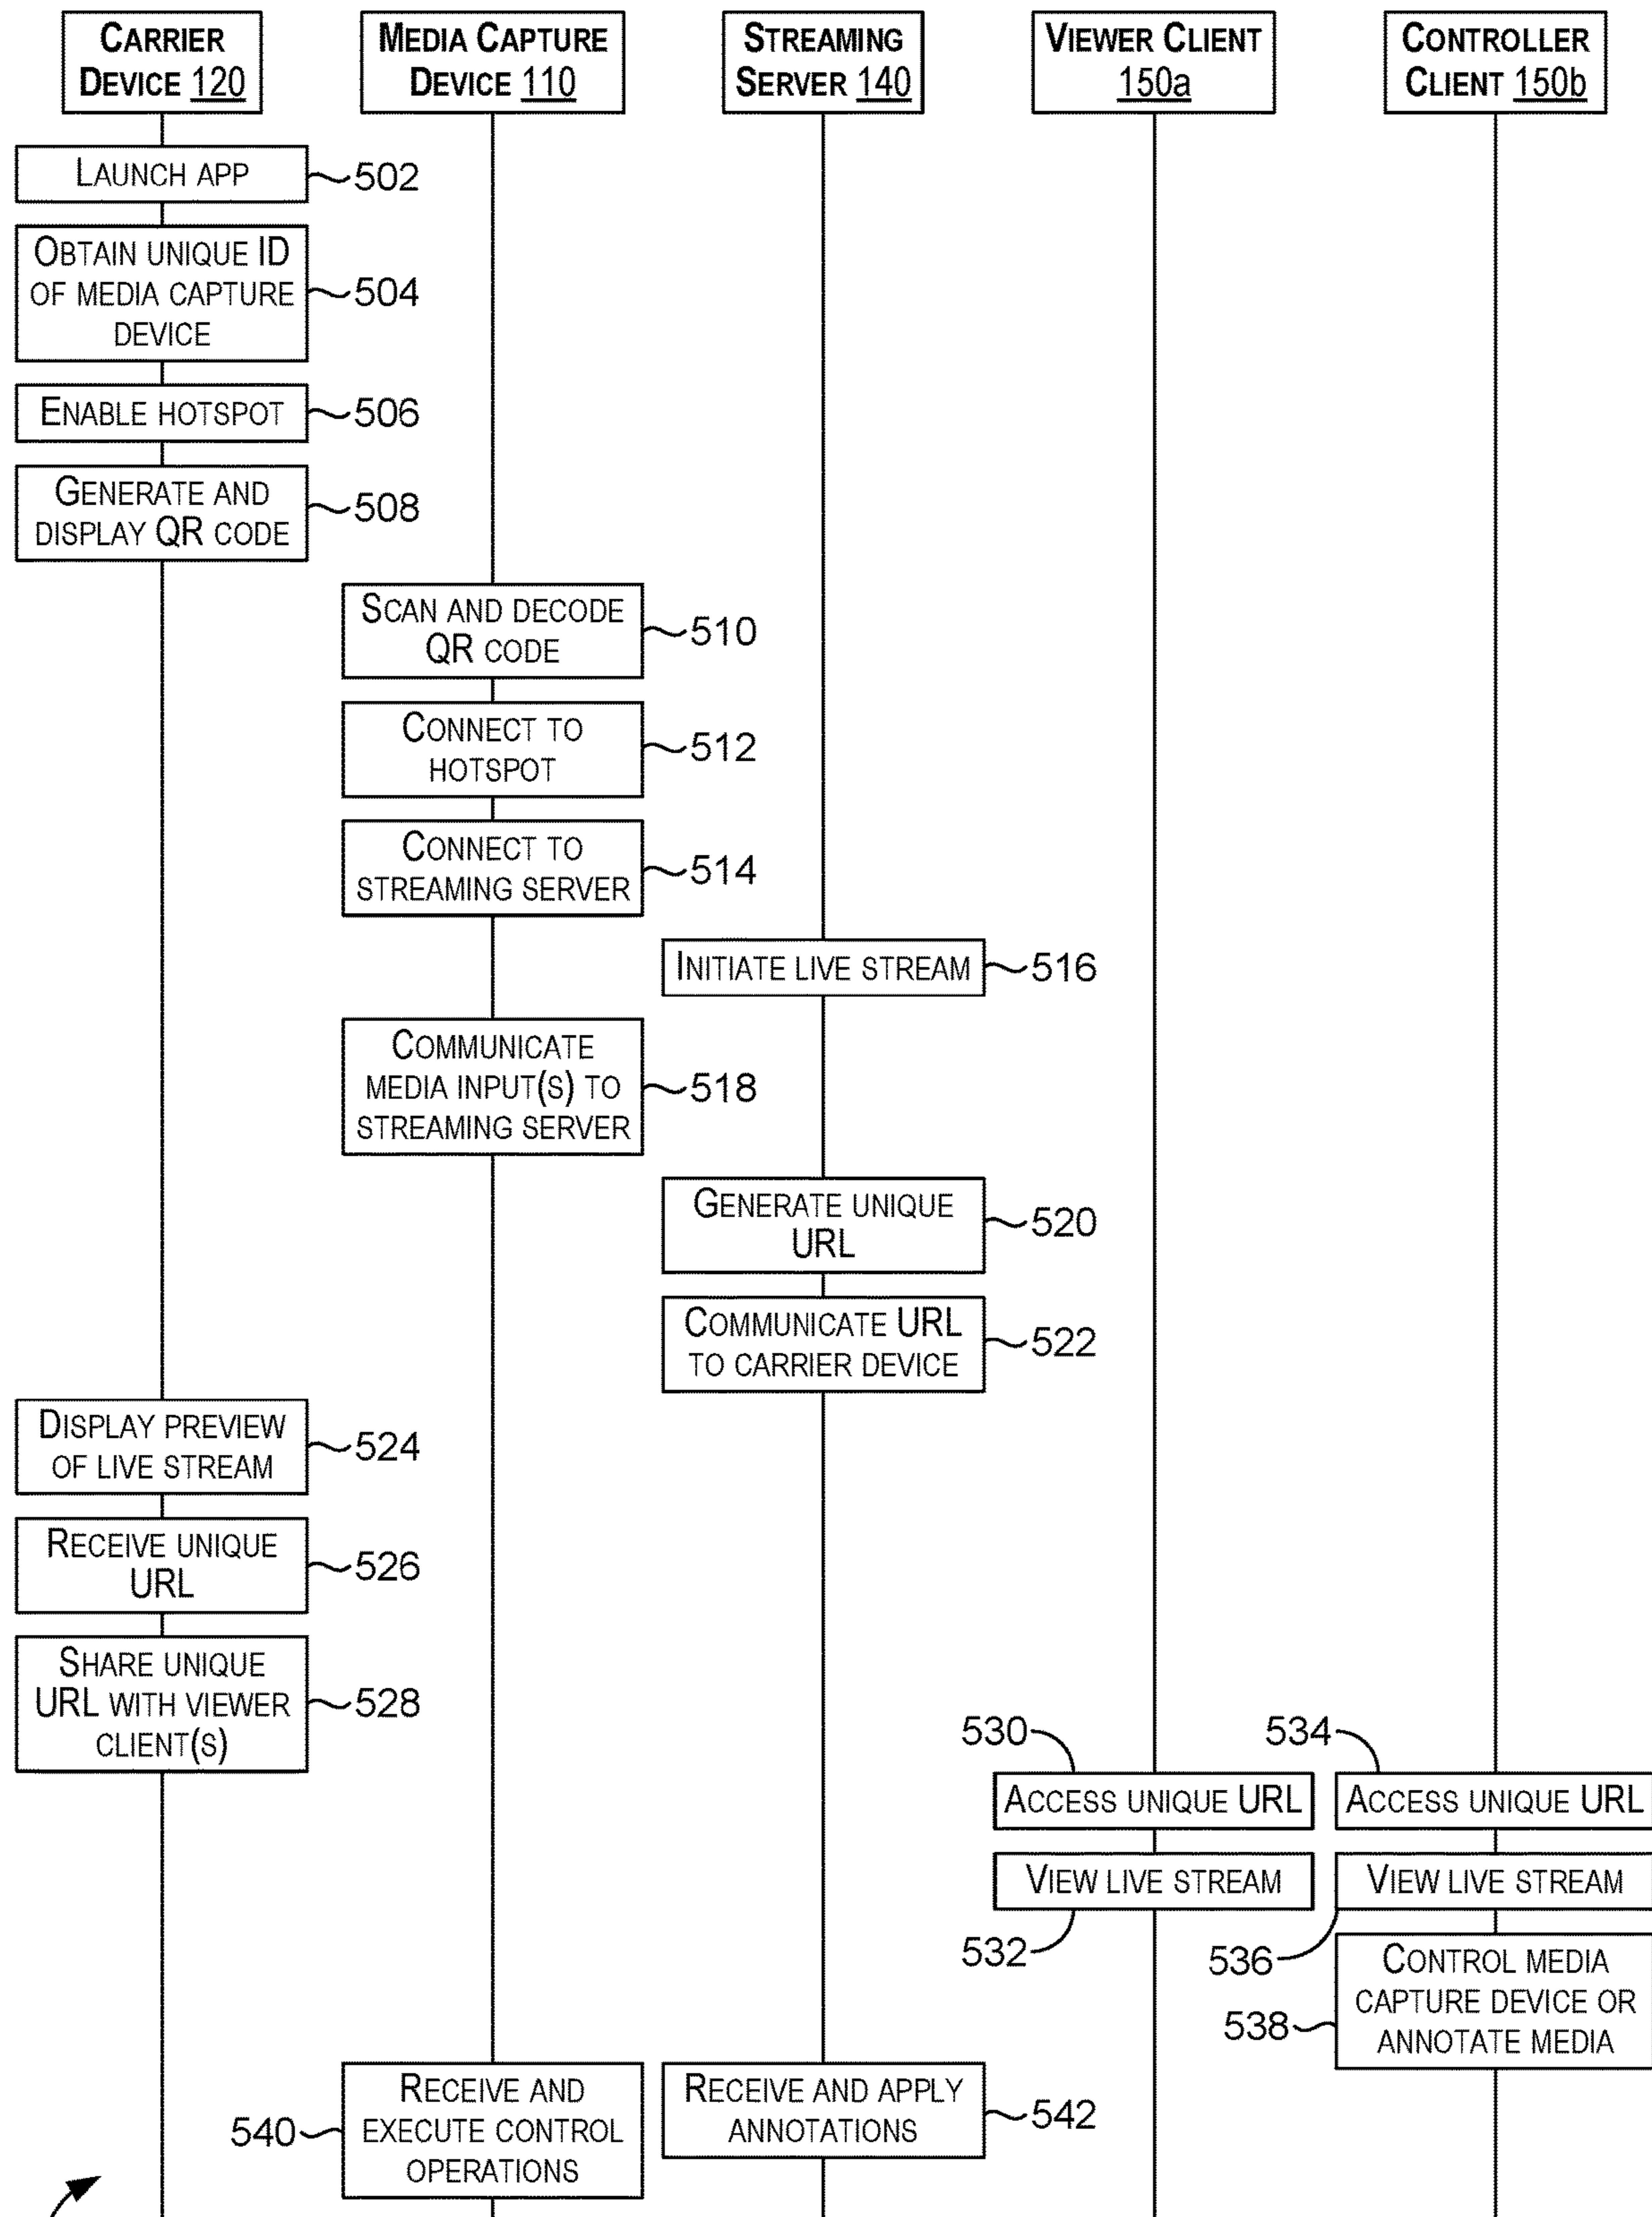 CARRIER
DEVICE 120
MEDIA CAPTURE
DEVICE 110
STREAMING
SERVER 140
VIEWER CLIENT
150a
CONTROLLER
CLIENT 150b
LAUNCH APP
502
OBTAIN UNIQUE ID
OF MEDIA CAPTURE
DEVICE
504
ENABLE HOTSPOT
506
GENERATE AND
DISPLAY QR CODE
508
SCAN AND DECODE
QR CODE
510
CONNECT TO
HOTSPOT
512
CONNECT TO
STREAMING SERVER
514
INITIATE LIVE STREAM
516
COMMUNICATE
MEDIA INPUT(S) TO
STREAMING SERVER
518
GENERATE UNIQUE
URL
520
COMMUNICATE URL
TO CARRIER DEVICE
522
DISPLAY PREVIEW
OF LIVE STREAM
524
RECEIVE UNIQUE
URL
526
SHARE UNIQUE
URL WITH VIEWER
CLIENT(S)
528
530
ACCESS UNIQUE URL
534
ACCESS UNIQUE URL
VIEW LIVE STREAM
532
VIEW LIVE STREAM
536
CONTROL MEDIA
CAPTURE DEVICE OR
ANNOTATE MEDIA
538
RECEIVE AND
EXECUTE CONTROL
OPERATIONS
540
RECEIVE AND APPLY
ANNOTATIONS
542